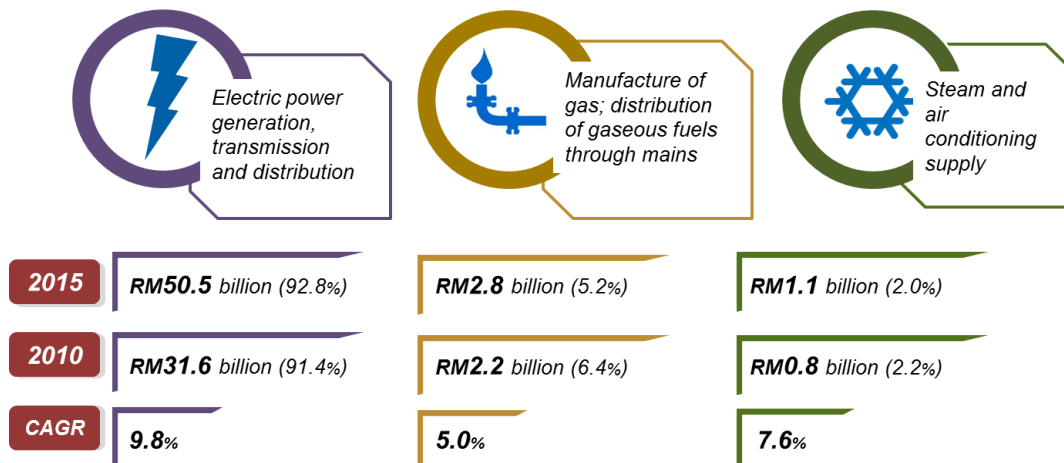 Electric power
generation,
transmission
and distribution
Manufacture of
gas; distribution
of gaseous fuels
through mains
Steam and
air
conditioning
supply
2015
RM50.5 billion (92.8%)
RM2.8 billion (5.2%)
RM1.1 billion (2.0%)
2010
RM31.6 billion (91.4%)
RM2.2 billion (6.4%)
RM0.8 billion (2.2%)
CAGR
9.8%
5.0%
7.6%